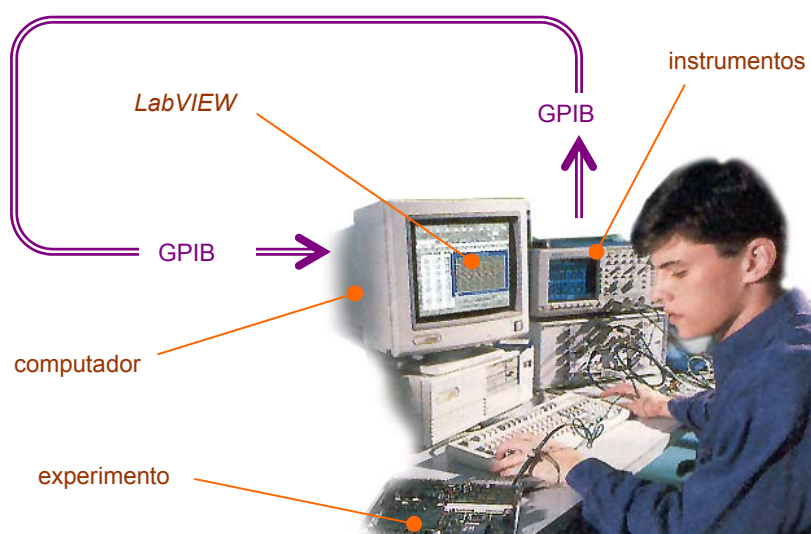 instrumentos
LabVIEW
GPIB
GPIB
computador
experimento